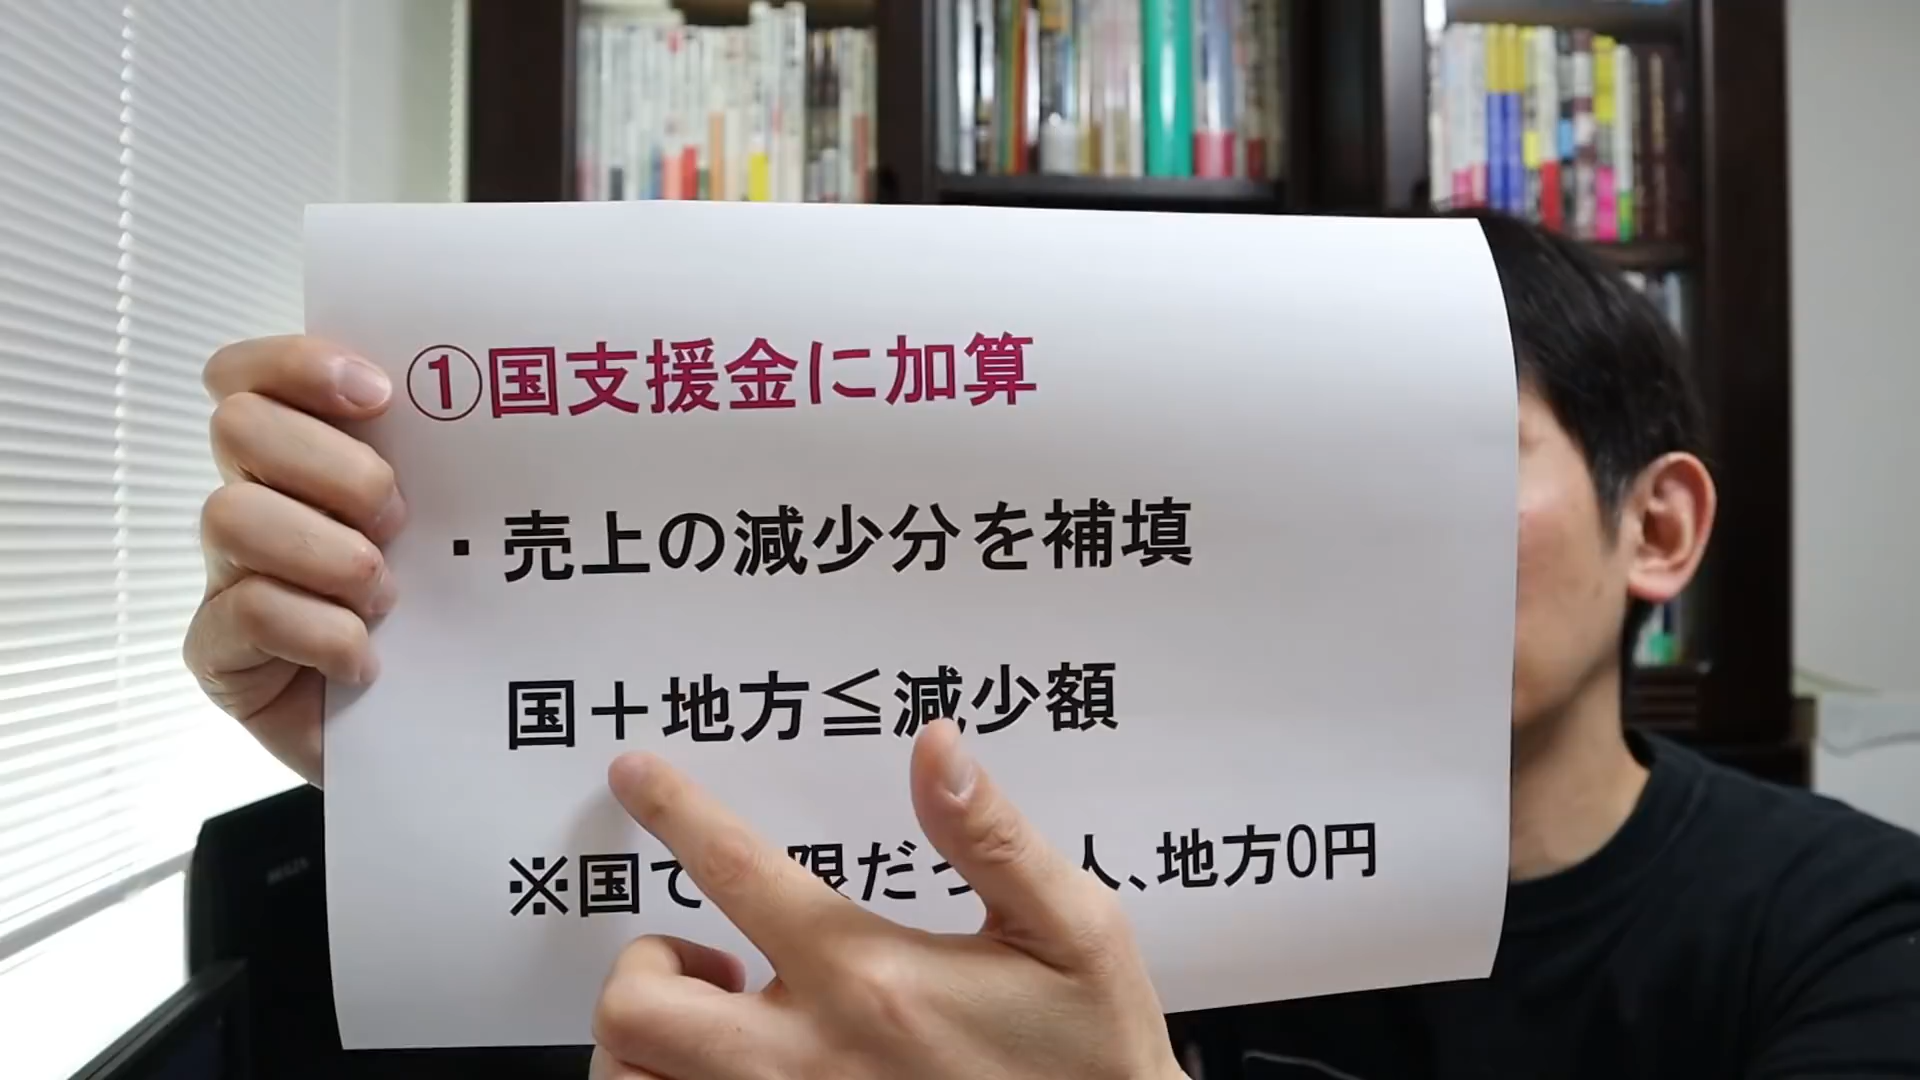 ①国支援金に加算
・売上の減少分を補填
国＋地方≦減少額
※国で 限だっ 人、地方0円